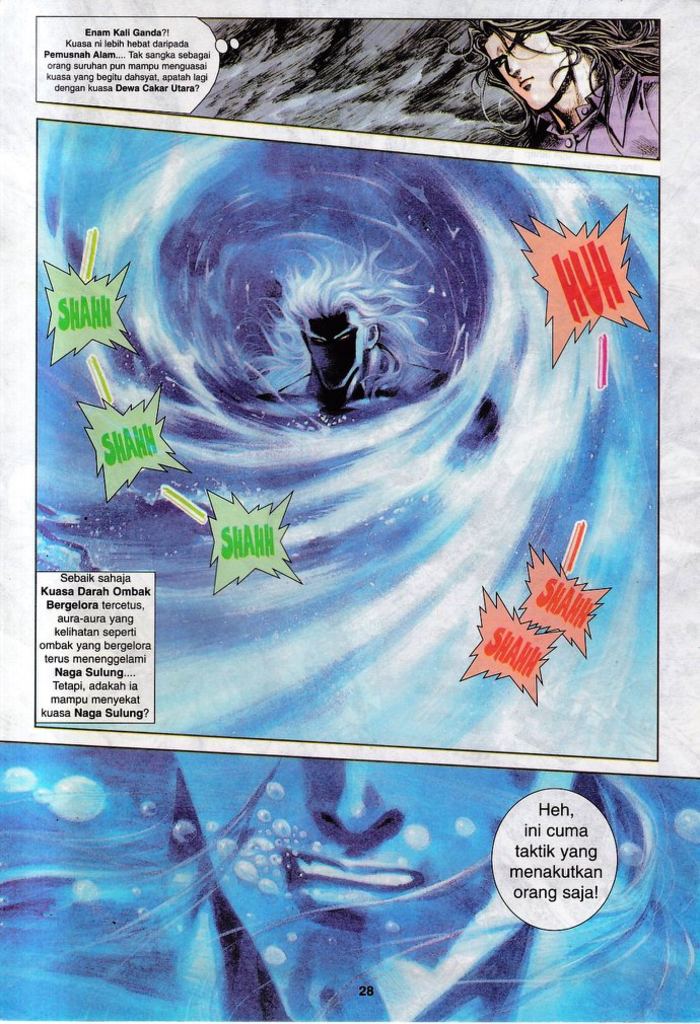 Enam Kali Ganda?!
Kuasa ni lebih hebat daripada
Pemusnah Alam.... Tak sangka sebagai
orang suruhan pun mampu menguasai
kuasa yang begitu dahsyat, apatah lagi
dengan kuasa Dewa Cakar Utara?
HUH
SHAHH
SHAHH
SHAHH
SHAHH
SHAHH
Sebaik sahaja
Kuasa Darah Ombak
Bergelora tercetus,
aura-aura yang
kelihatan seperti
ombak yang bergelora
terus menenggelami
Naga Sulung....
Tetapi, adakah ia
mampu menyekat
kuasa Naga Sulung?
Heh,
ini cuma
taktik yang
menakutkan
orang saja!
28